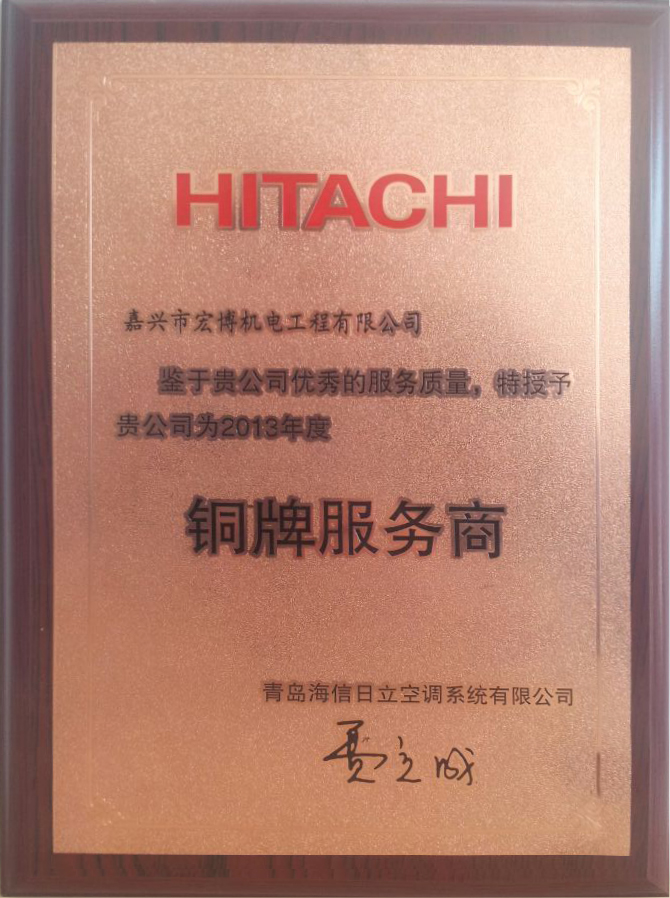 HITACHI
嘉兴市宏博机电工程有限公司
鉴于贵公司优秀的服务质量，特授予
贵公司为2013年度
铜牌服务商
青岛海信日立空调系统有限公司